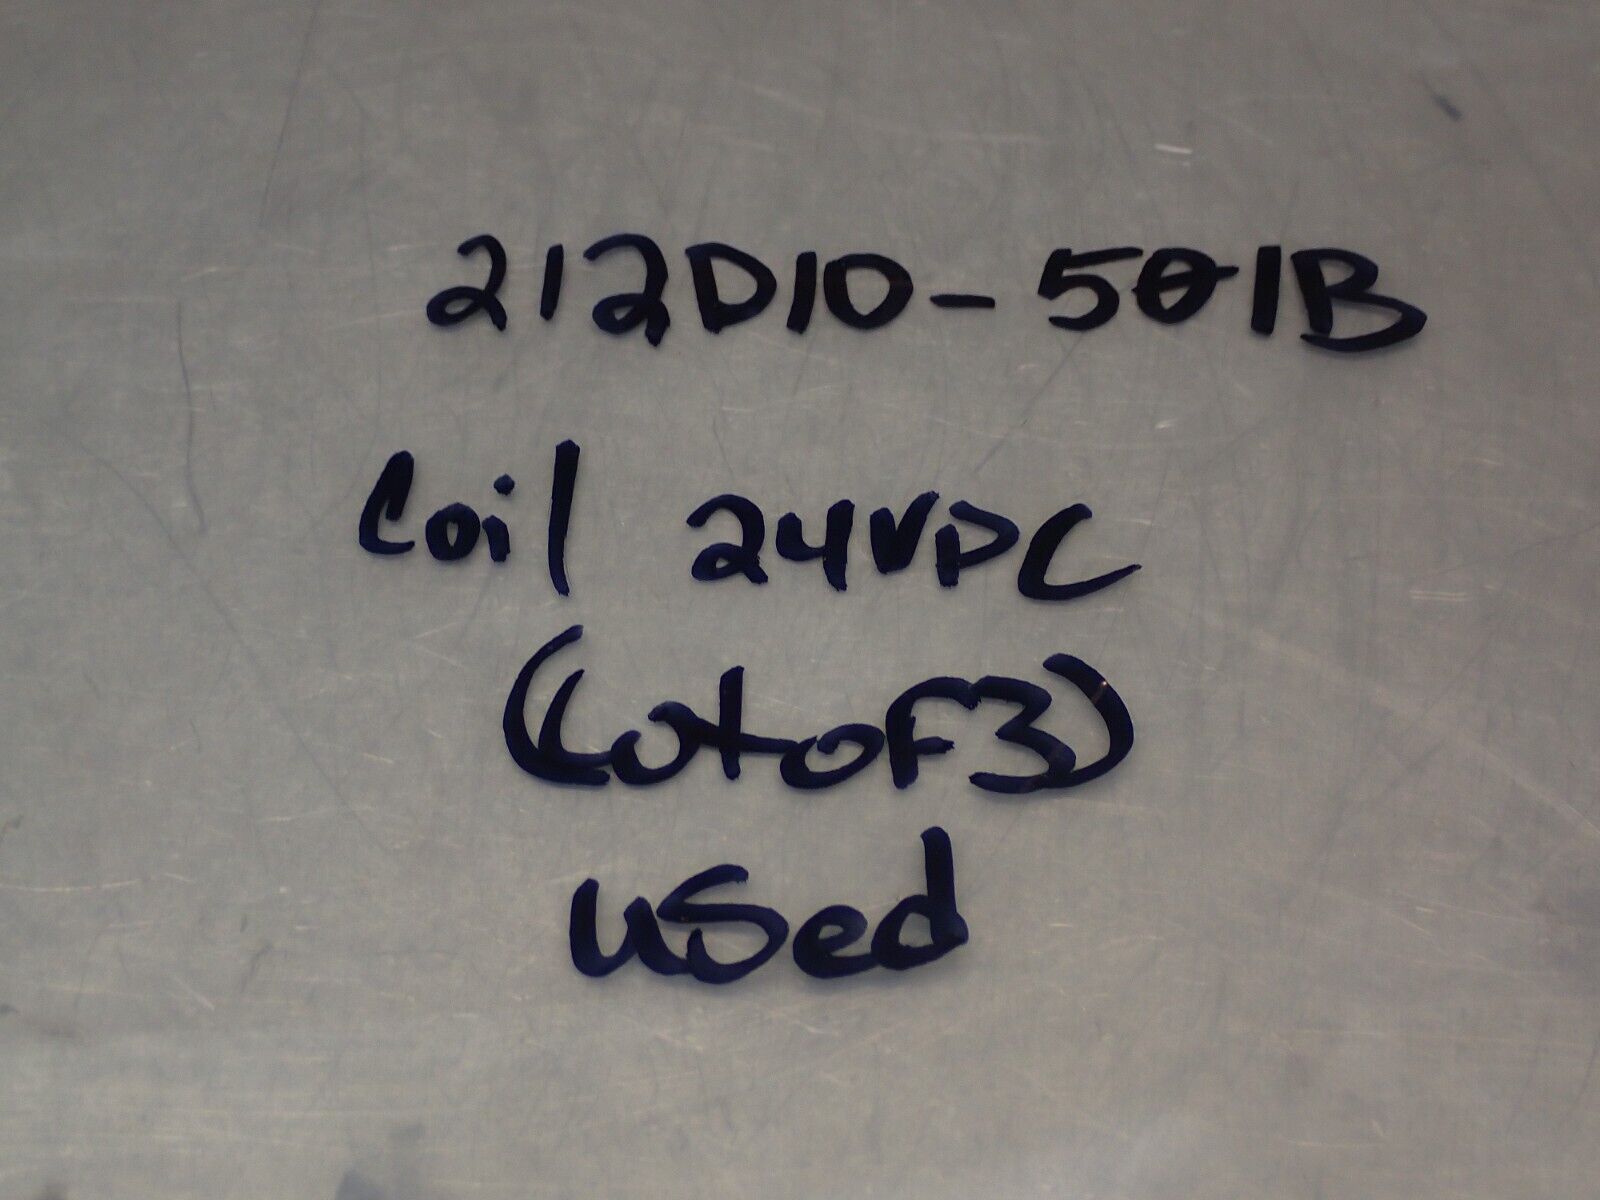 212D10-501B
Coil 24VDC
(Lot of 3)
used